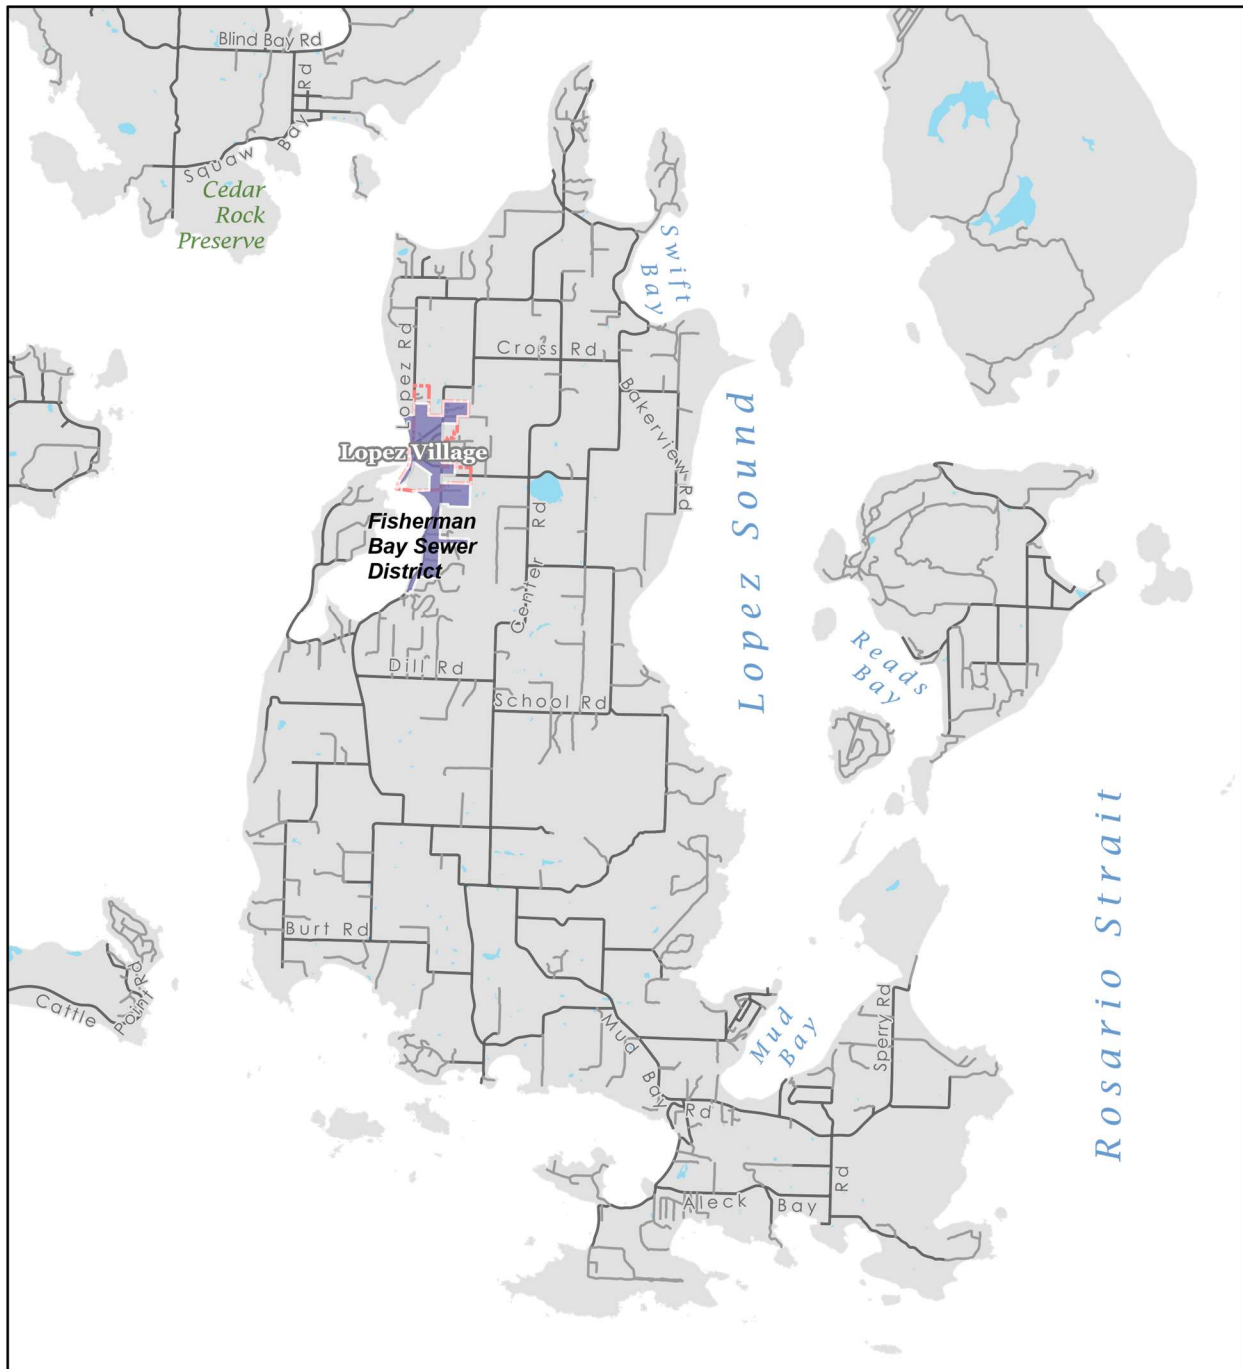 Blind Bay Rd
Squaw Bay Rd
Cedar
Rock
Preserve
Swift
Bay
Lopez Rd
Cross Rd
Bakerview Rd
Lopez Village
Lopez Sound
Fisherman
Bay Sewer
District
Center Rd
Reads
Bay
Dill Rd
School Rd
Rosario Strait
Burt Rd
Cattle Point Rd
Mud
Bay
Sperry Rd
Mud Bay Rd
Aleck Bay Rd